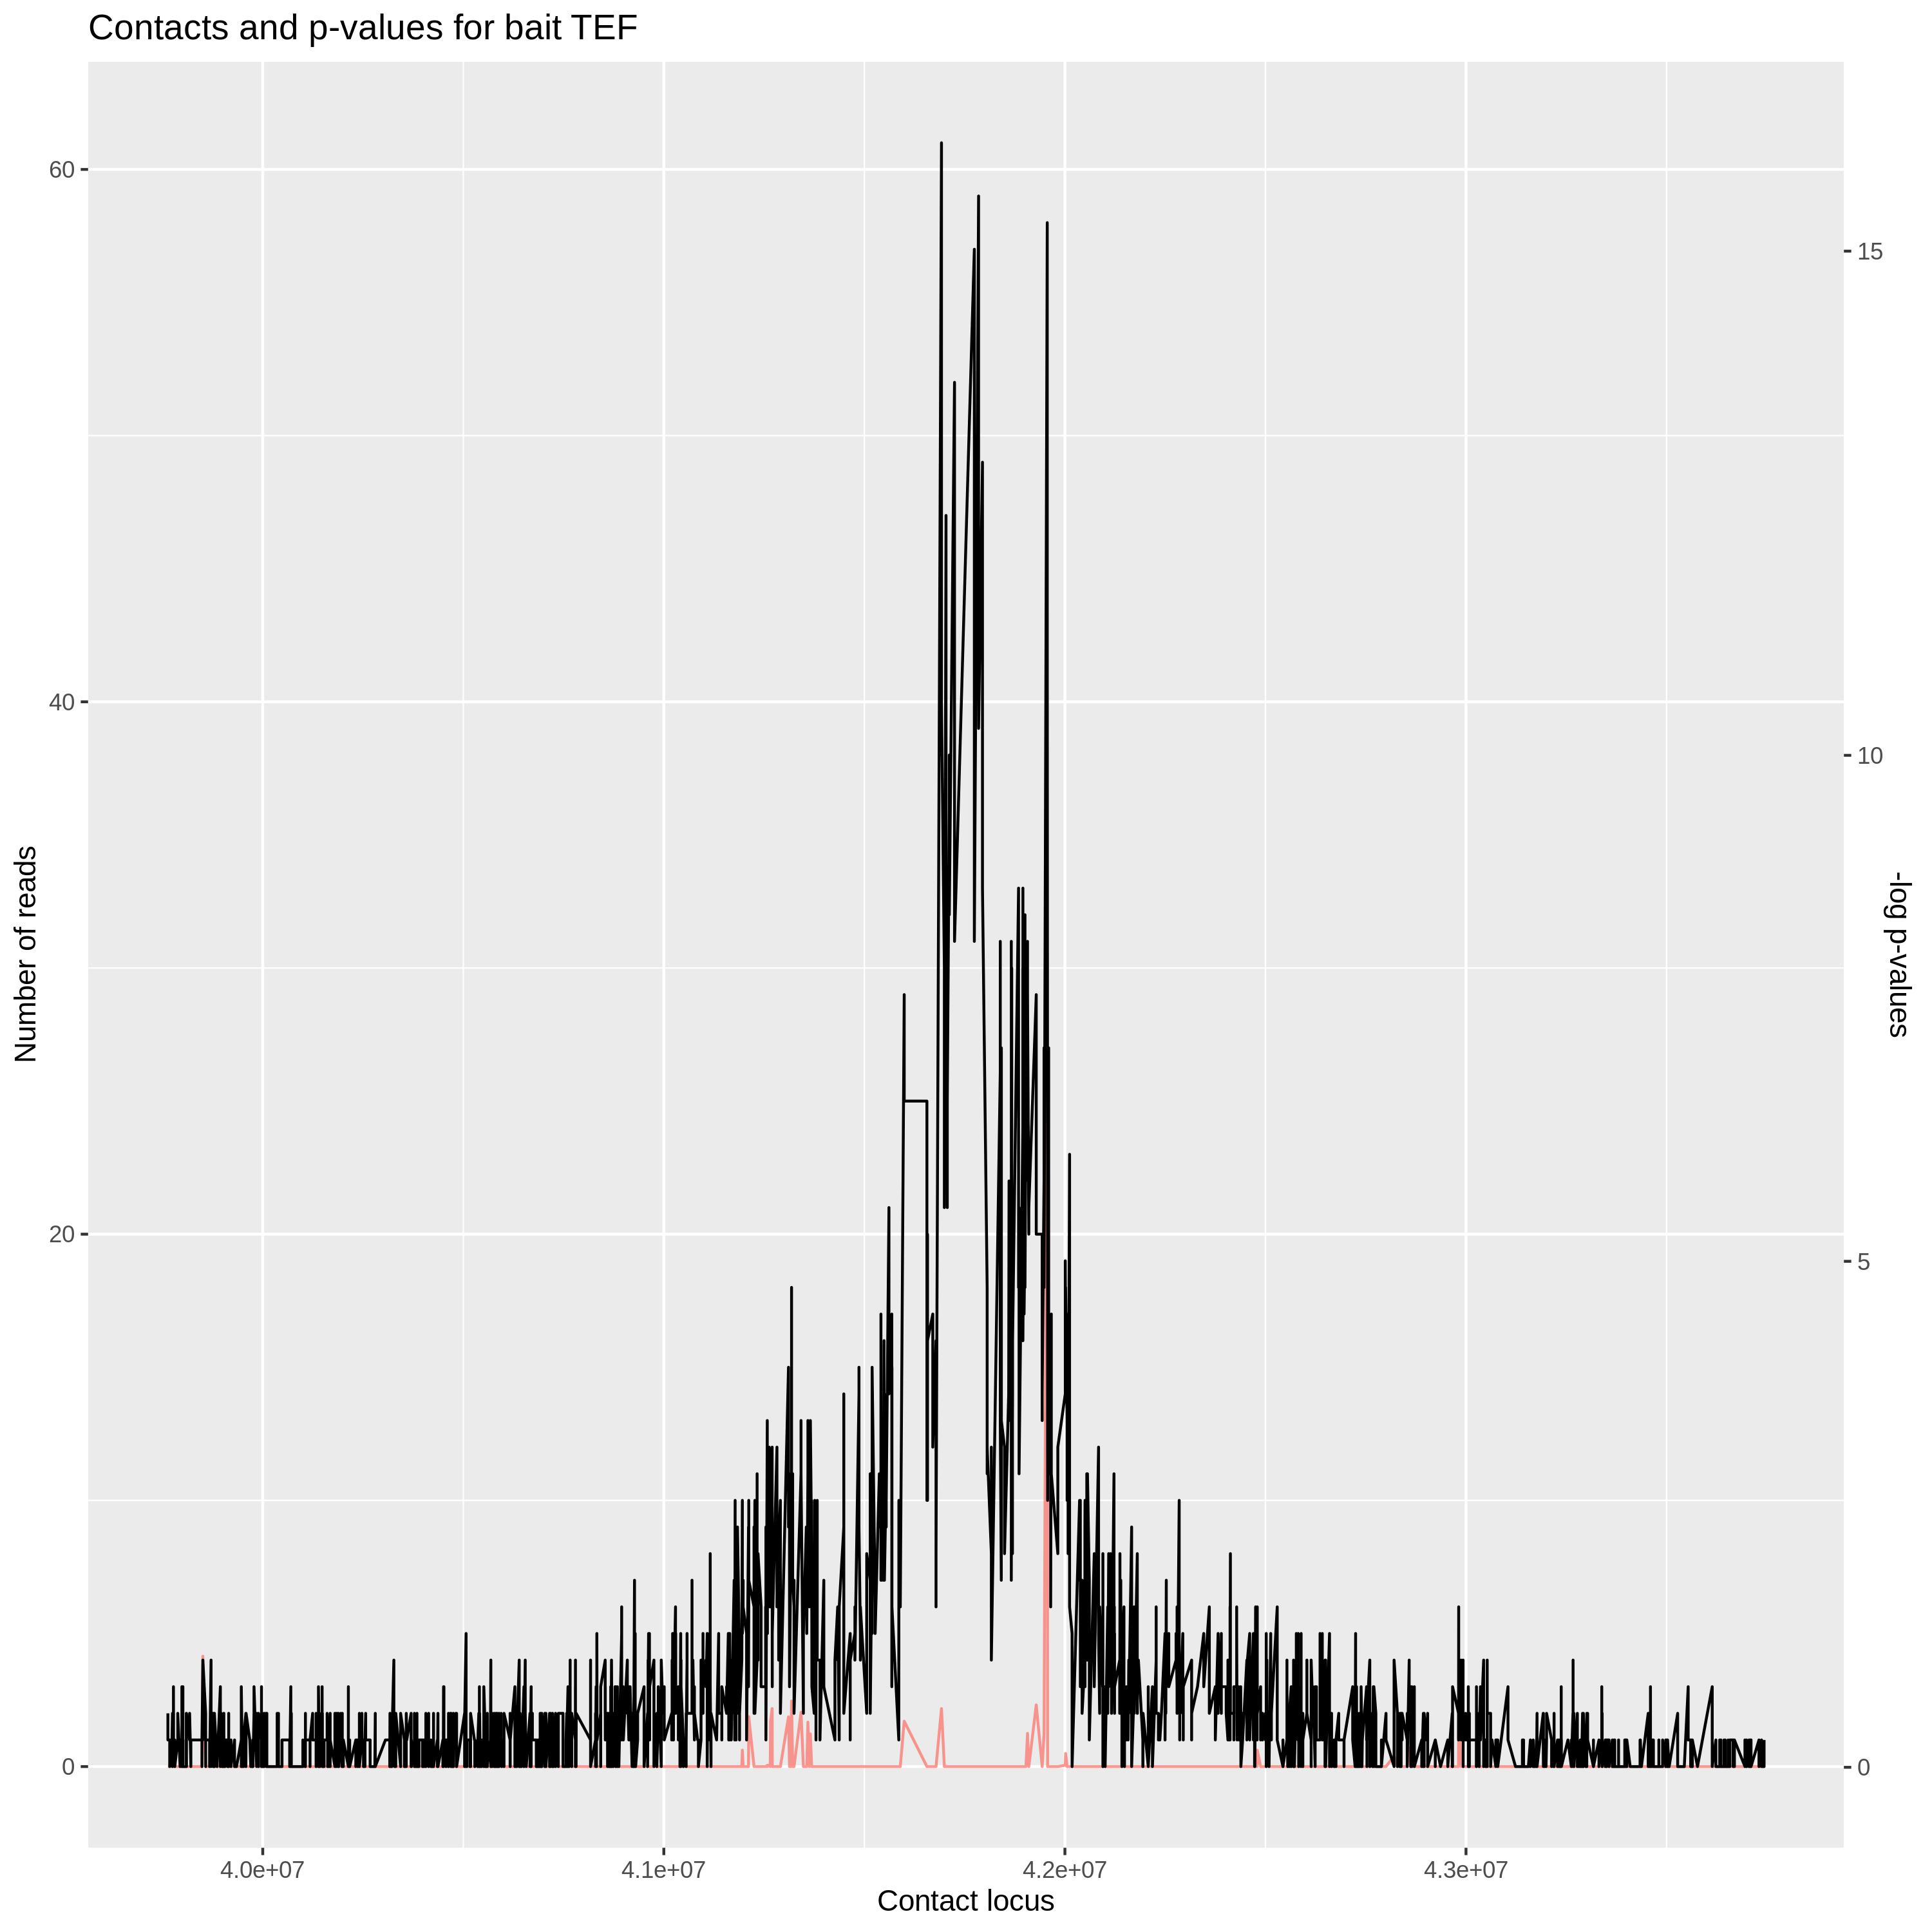 Contacts and p-values for bait TEF
60
40
20
0
Number of reads
15
10
5
0
-log p-values
4.0e+07
4.1e+07
4.2e+07
4.3e+07
Contact locus